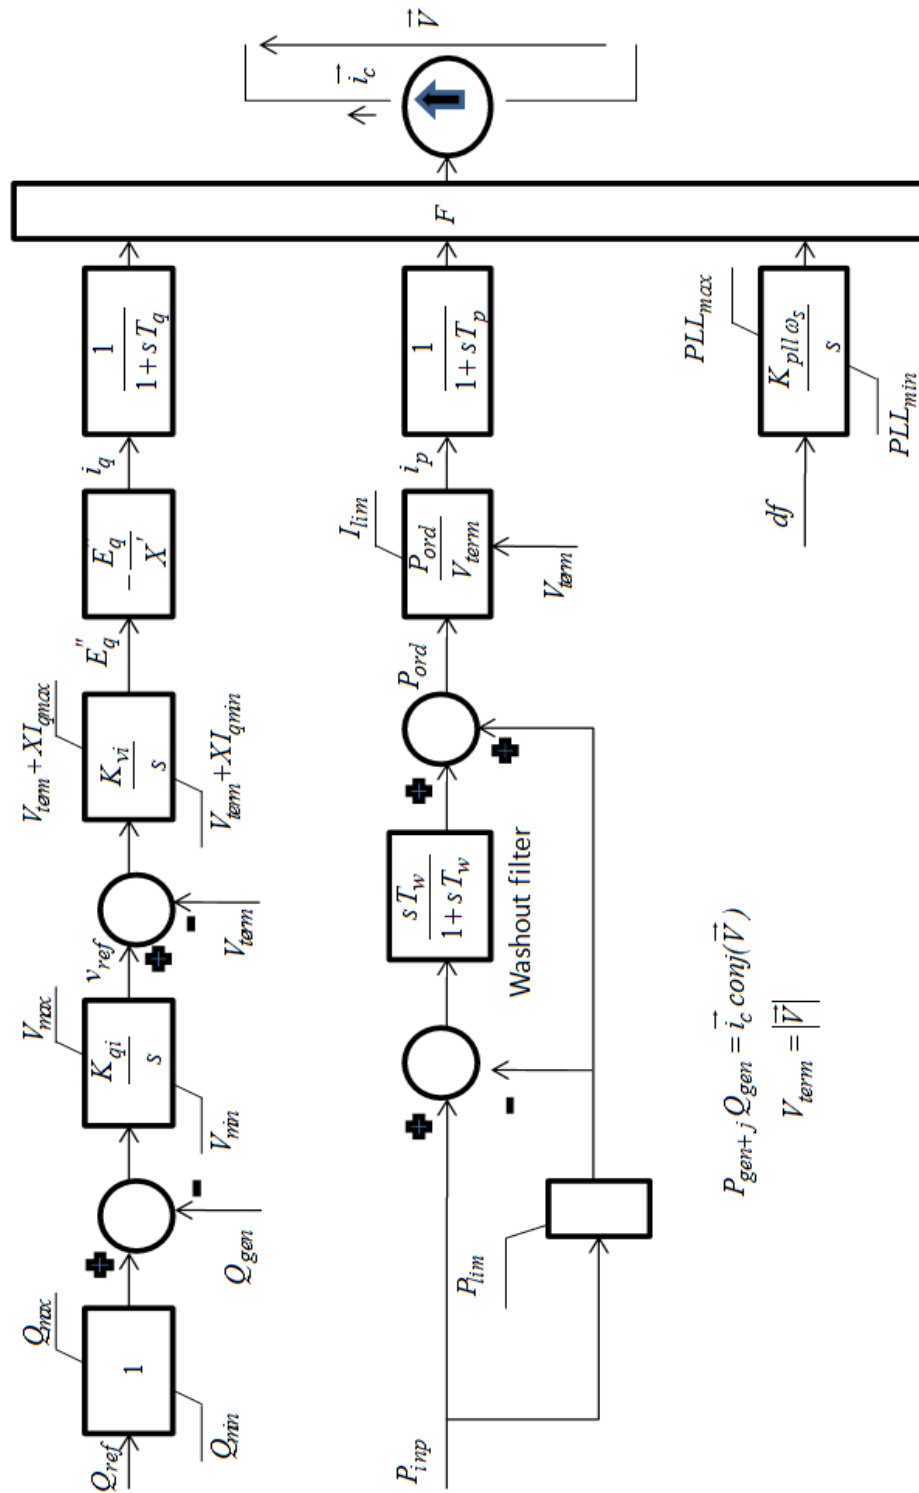 Q_ref
Q_max
1
Q_min
Q_gen
V_max
K_qi
s
V_min
v_ref
V_term
V_term + XI_qmax
K_vi
s
V_term + XI_qmin
E''_q
- E_q
X'
i_q
1
1 + sT_q
F
i_c
V
P_inp
P_lim
sT_w
1 + sT_w
Washout filter
P_ord
I_lim
P_ord
V_term
V_term
i_p
1
1 + sT_p
df
PLL_max
K_pll ω_s
s
PLL_min
P_gen+j Q_gen = i_c conj(V)
V_term = |V|